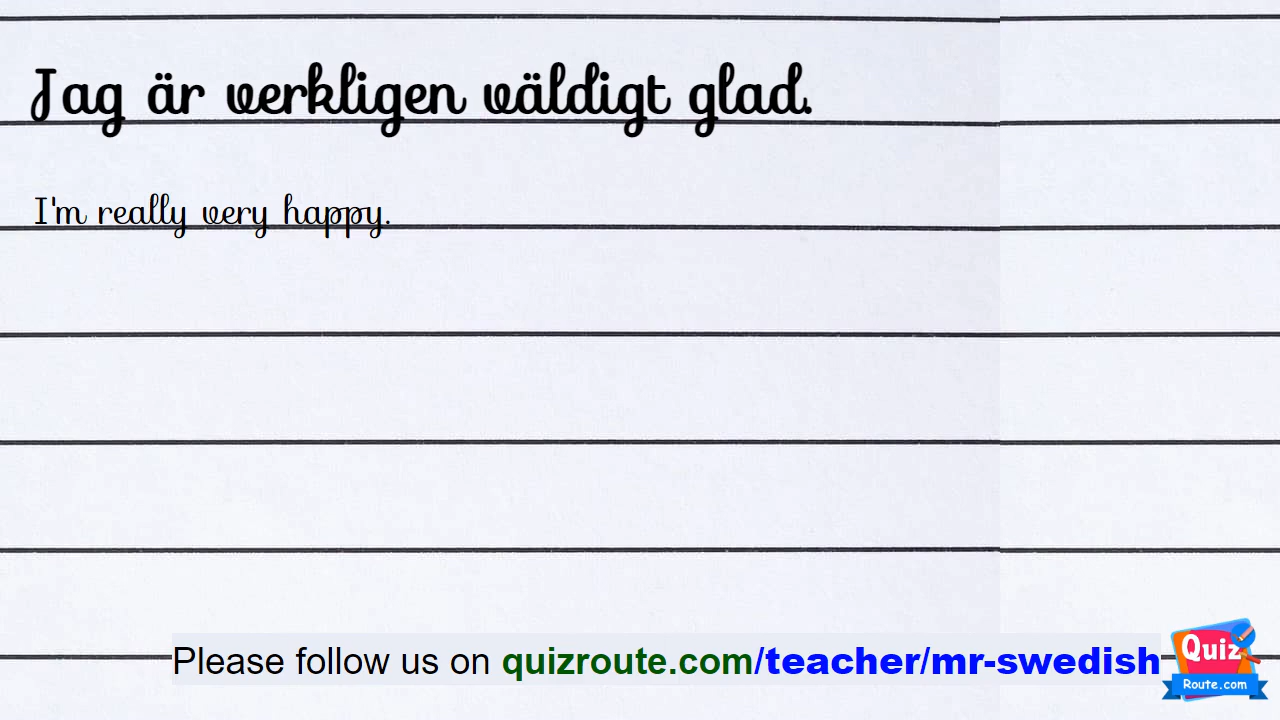 Jag är verkligen väldigt glad.
I'm really very happy.
Please follow us on quizroute.com/teacher/mr-swedish
Quiz
Route.com